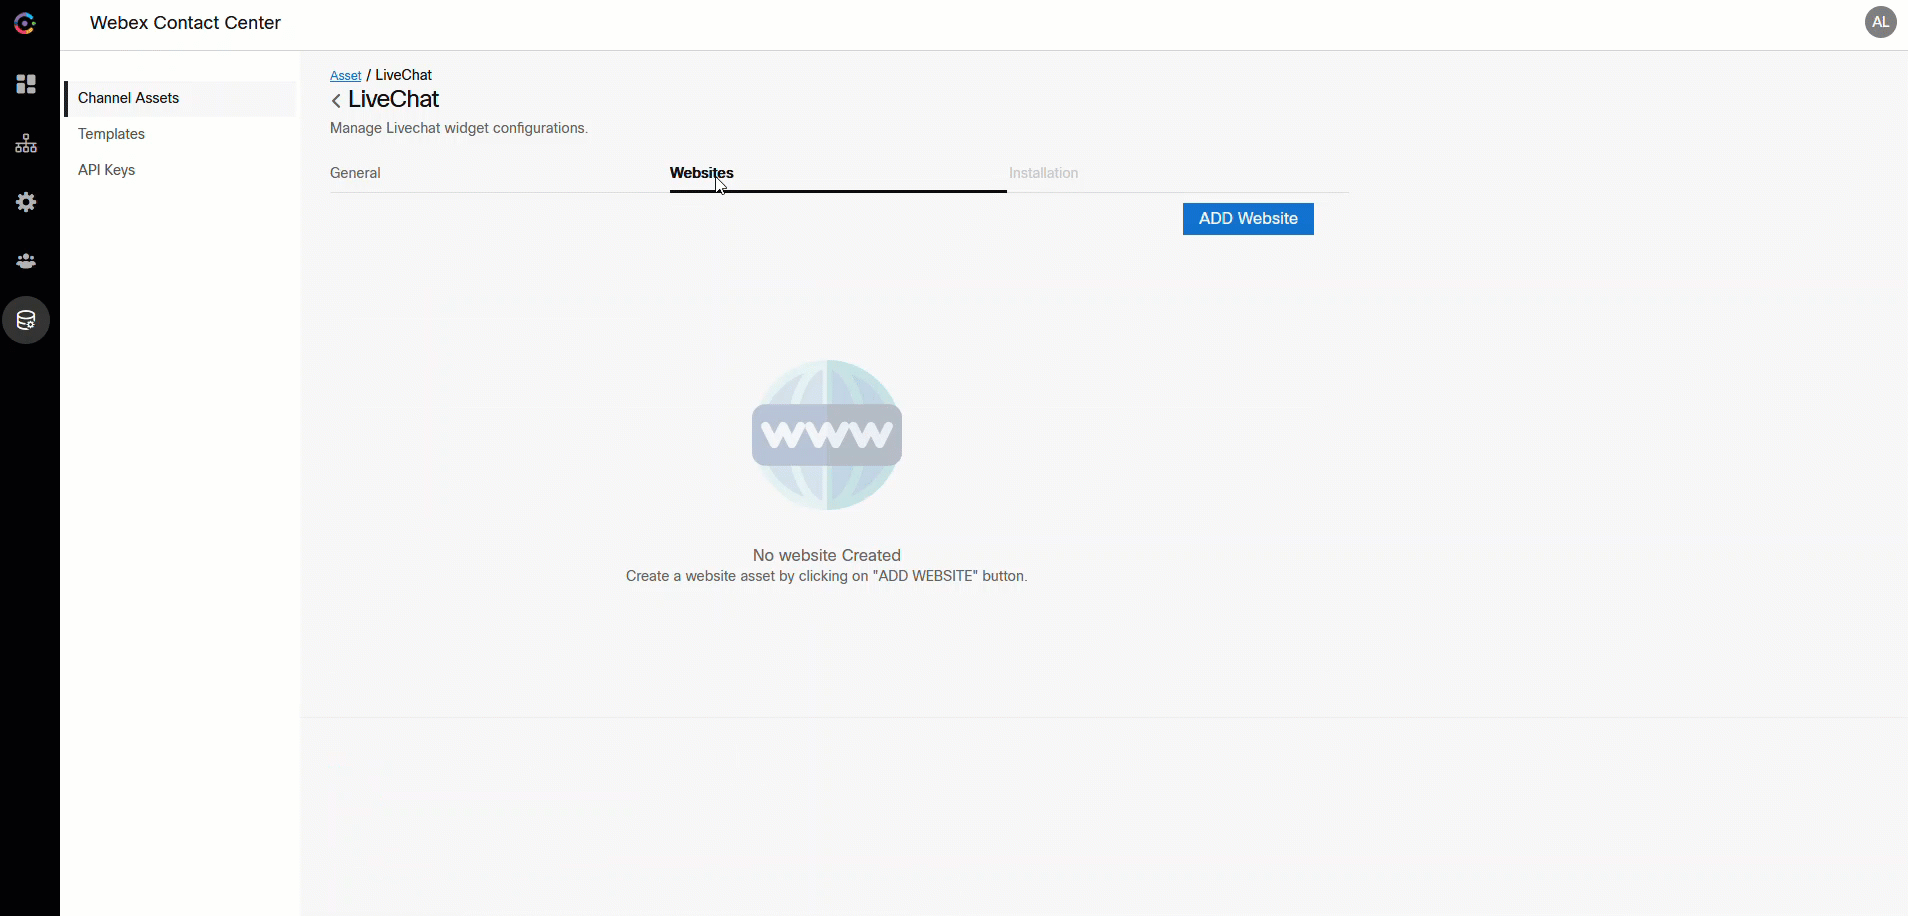 Webex Contact Center
AL
Channel Assets
Templates
API Keys
Asset / LiveChat
LiveChat
Manage Livechat widget configurations.
General
Websites
Installation
ADD Website
www
No website Created
Create a website asset by clicking on "ADD WEBSITE" button.